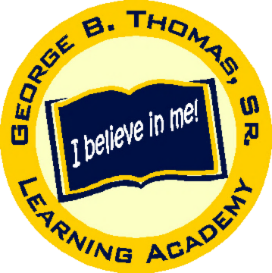 GEORGE B. THOMAS, SR.
I believe in me!
LEARNING ACADEMY